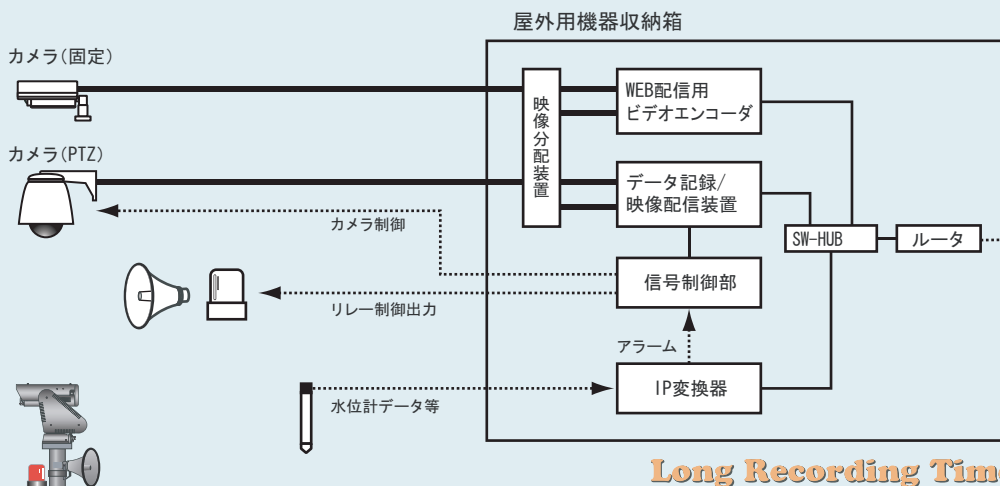 屋外用機器収納箱
カメラ(固定)
WEB配信用
ビデオエンコーダ
映像分配装置
カメラ(PTZ)
データ記録/
映像配信装置
カメラ制御
SW-HUB
ルータ
信号制御部
リレー制御出力
アラーム
IP変換器
水位計データ等
Long Recording Tim